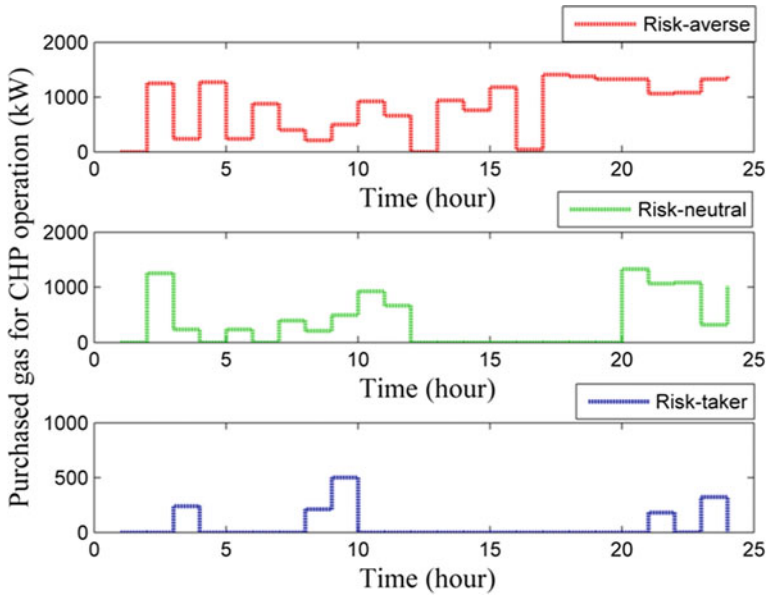 Purchased gas for CHP operation (kW)
Risk-averse
2000
1000
0
0 5 10 15 20 25
Time (hour)
Risk-neutral
2000
1000
0
0 5 10 15 20 25
Time (hour)
Risk-taker
1000
500
0
0 5 10 15 20 25
Time (hour)